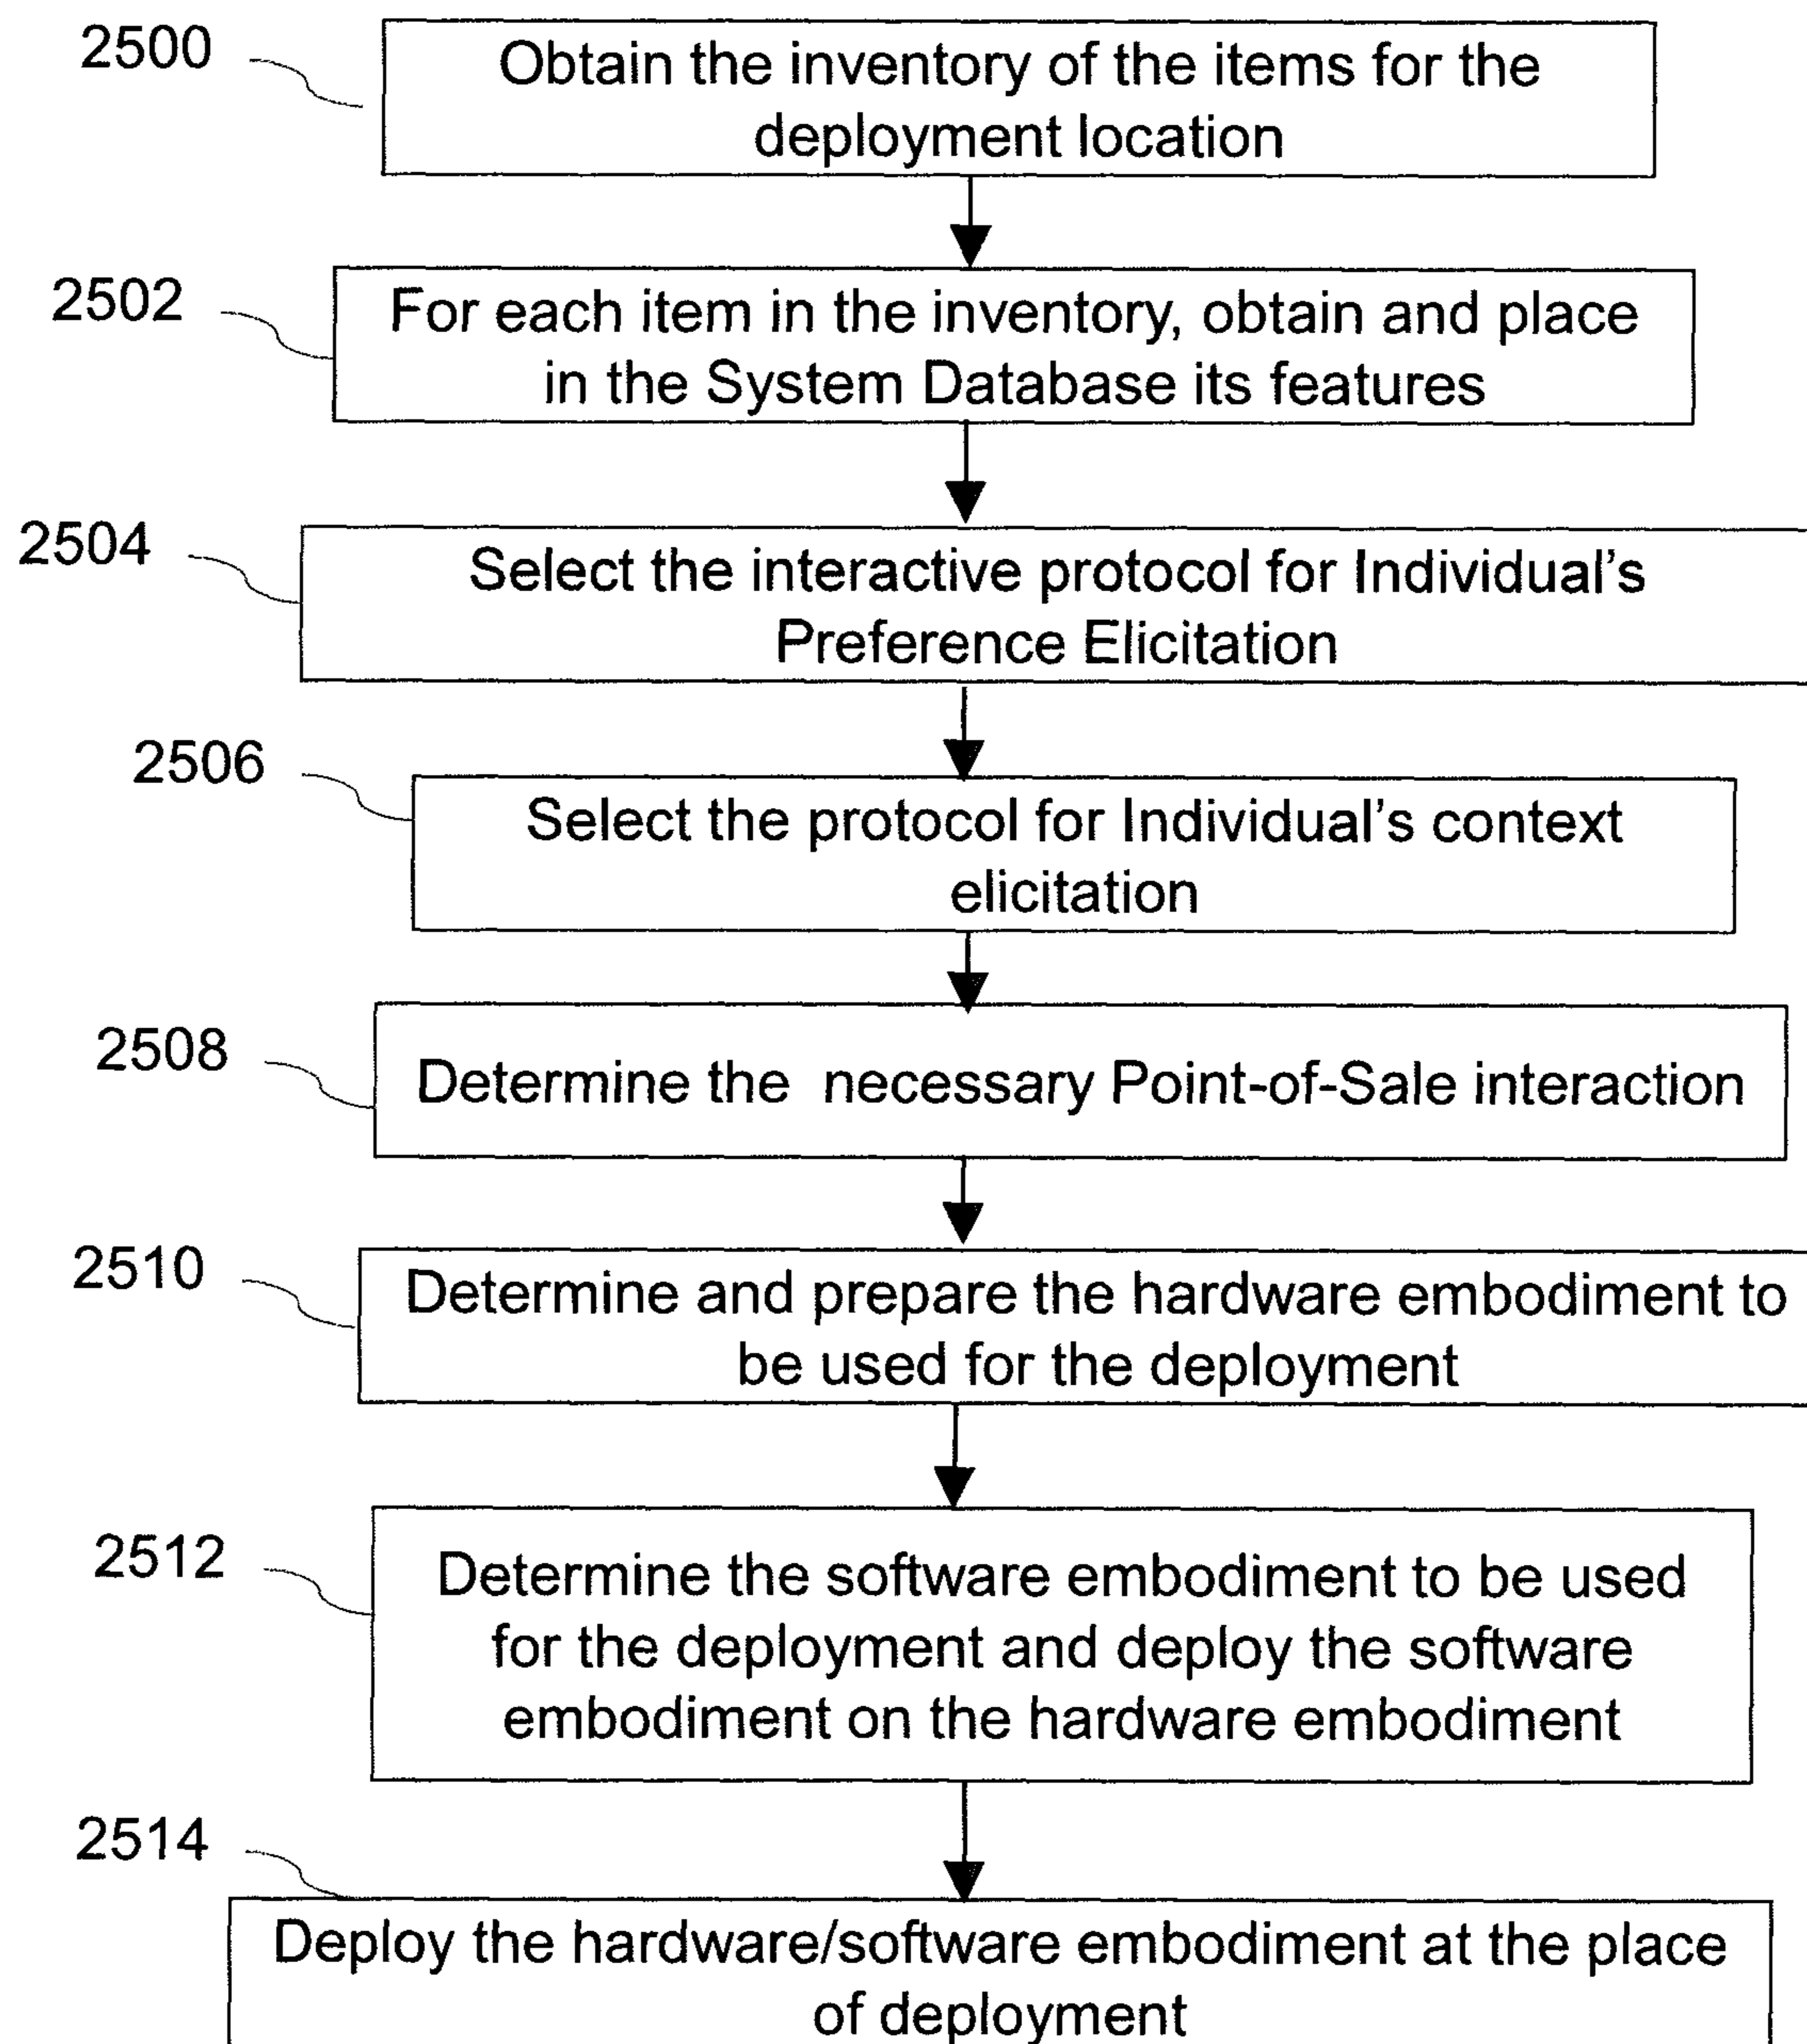 2500
Obtain the inventory of the items for the
deployment location
2502
For each item in the inventory, obtain and place
in the System Database its features
2504
Select the interactive protocol for Individual's
Preference Elicitation
2506
Select the protocol for Individual's context
elicitation
2508
Determine the necessary Point-of-Sale interaction
2510
Determine and prepare the hardware embodiment to
be used for the deployment
2512
Determine the software embodiment to be used
for the deployment and deploy the software
embodiment on the hardware embodiment
2514
Deploy the hardware/software embodiment at the place
of deployment